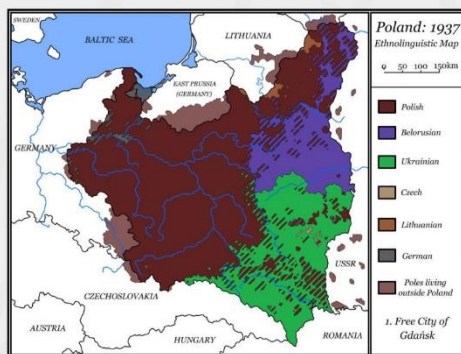 SWEDEN
BALTIC SEA
LITHUANIA
EAST PRUSSIA
(GERMANY)
GERMANY
USSR
CZECHOSLOVAKIA
AUSTRIA
HUNGARY
ROMANIA
1
Poland: 1937
Ethnolinguistic Map
0 50 100 150km
Polish
Belorusian
Ukrainian
Czech
Lithuanian
German
Poles living
outside Poland
1. Free City of
Gdańsk